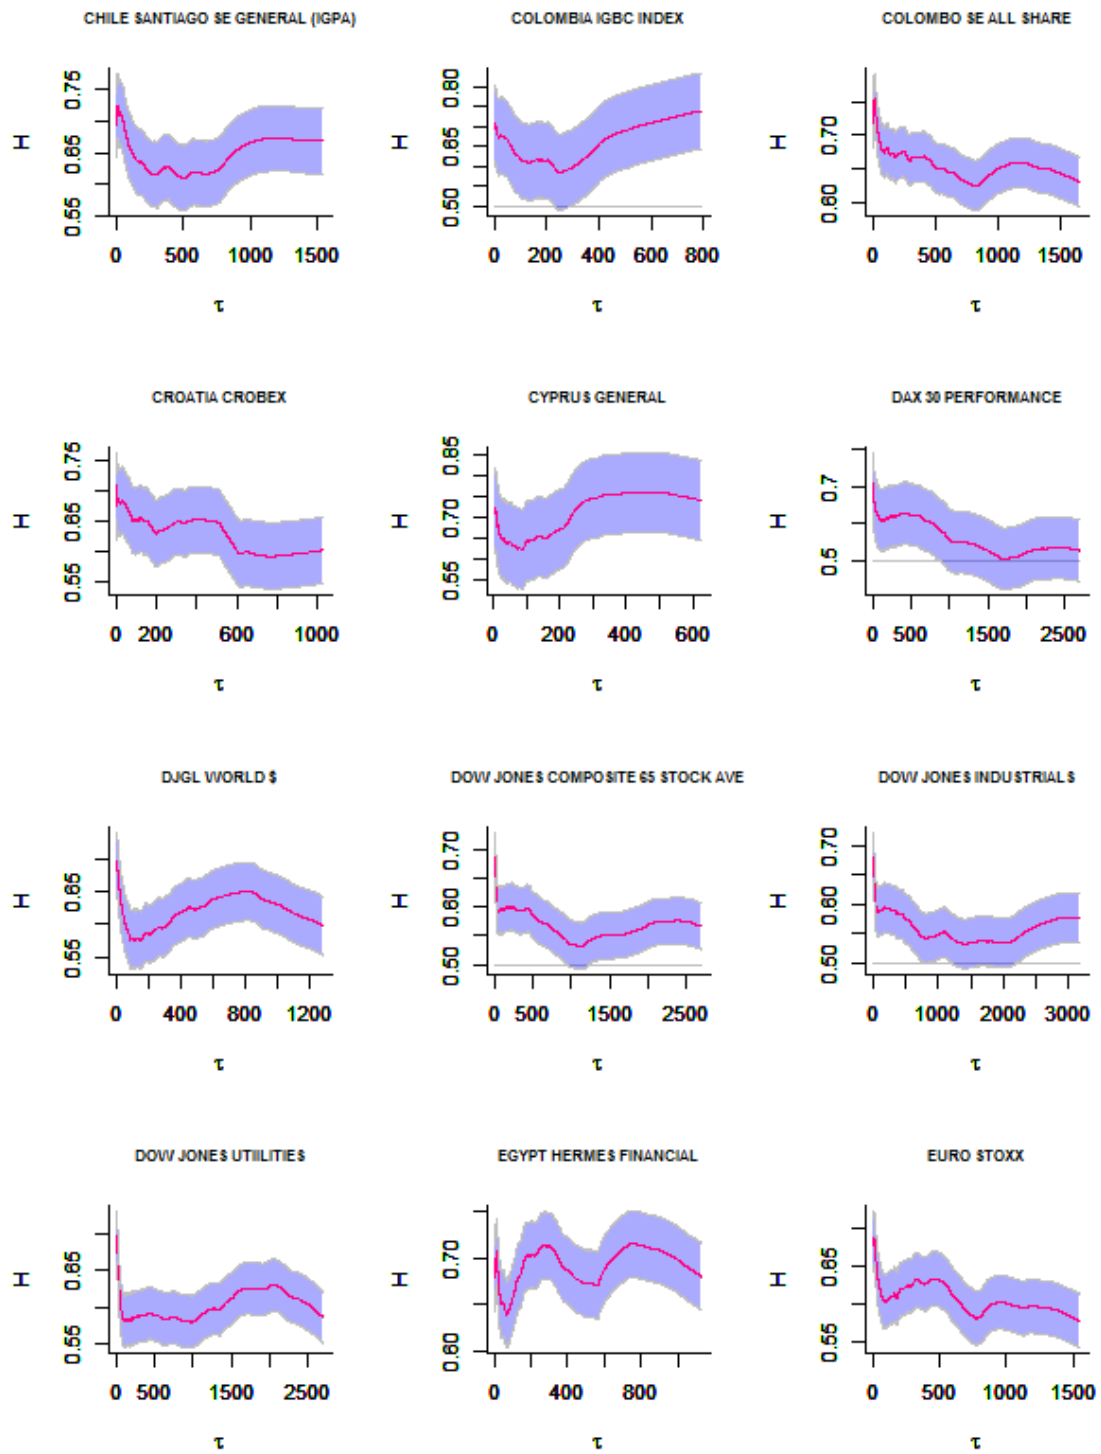 CHILE SANTIAGO SE GENERAL (IGPA) COLOMBIA IGBC INDEX COLOMBO SE ALL SHARE
H 0.55 0.65 0.75 H 0.50 0.65 0.80 H 0.60 0.70
0 500 1000 1500 0 200 400 600 800 0 500 1000 1500
τ τ τ
CROATIA CROBEX CYPRUS GENERAL DAX 30 PERFORMANCE
H 0.55 0.65 0.75 H 0.55 0.70 0.85 H 0.5 0.7
0 200 600 1000 0 200 400 600 0 500 1500 2500
τ τ τ
DJGL WORLD $ DOW JONES COMPOSITE 65 STOCK AVE DOW JONES INDUSTRIALS
H 0.55 0.65 H 0.50 0.60 0.70 H 0.50 0.60 0.70
0 400 800 1200 0 500 1500 2500 0 1000 2000 3000
τ τ τ
DOW JONES UTIILITIES EGYPT HERMES FINANCIAL EURO STOXX
H 0.55 0.65 H 0.60 0.70 H 0.55 0.65
0 500 1500 2500 0 400 800 0 500 1000 1500
τ τ τ